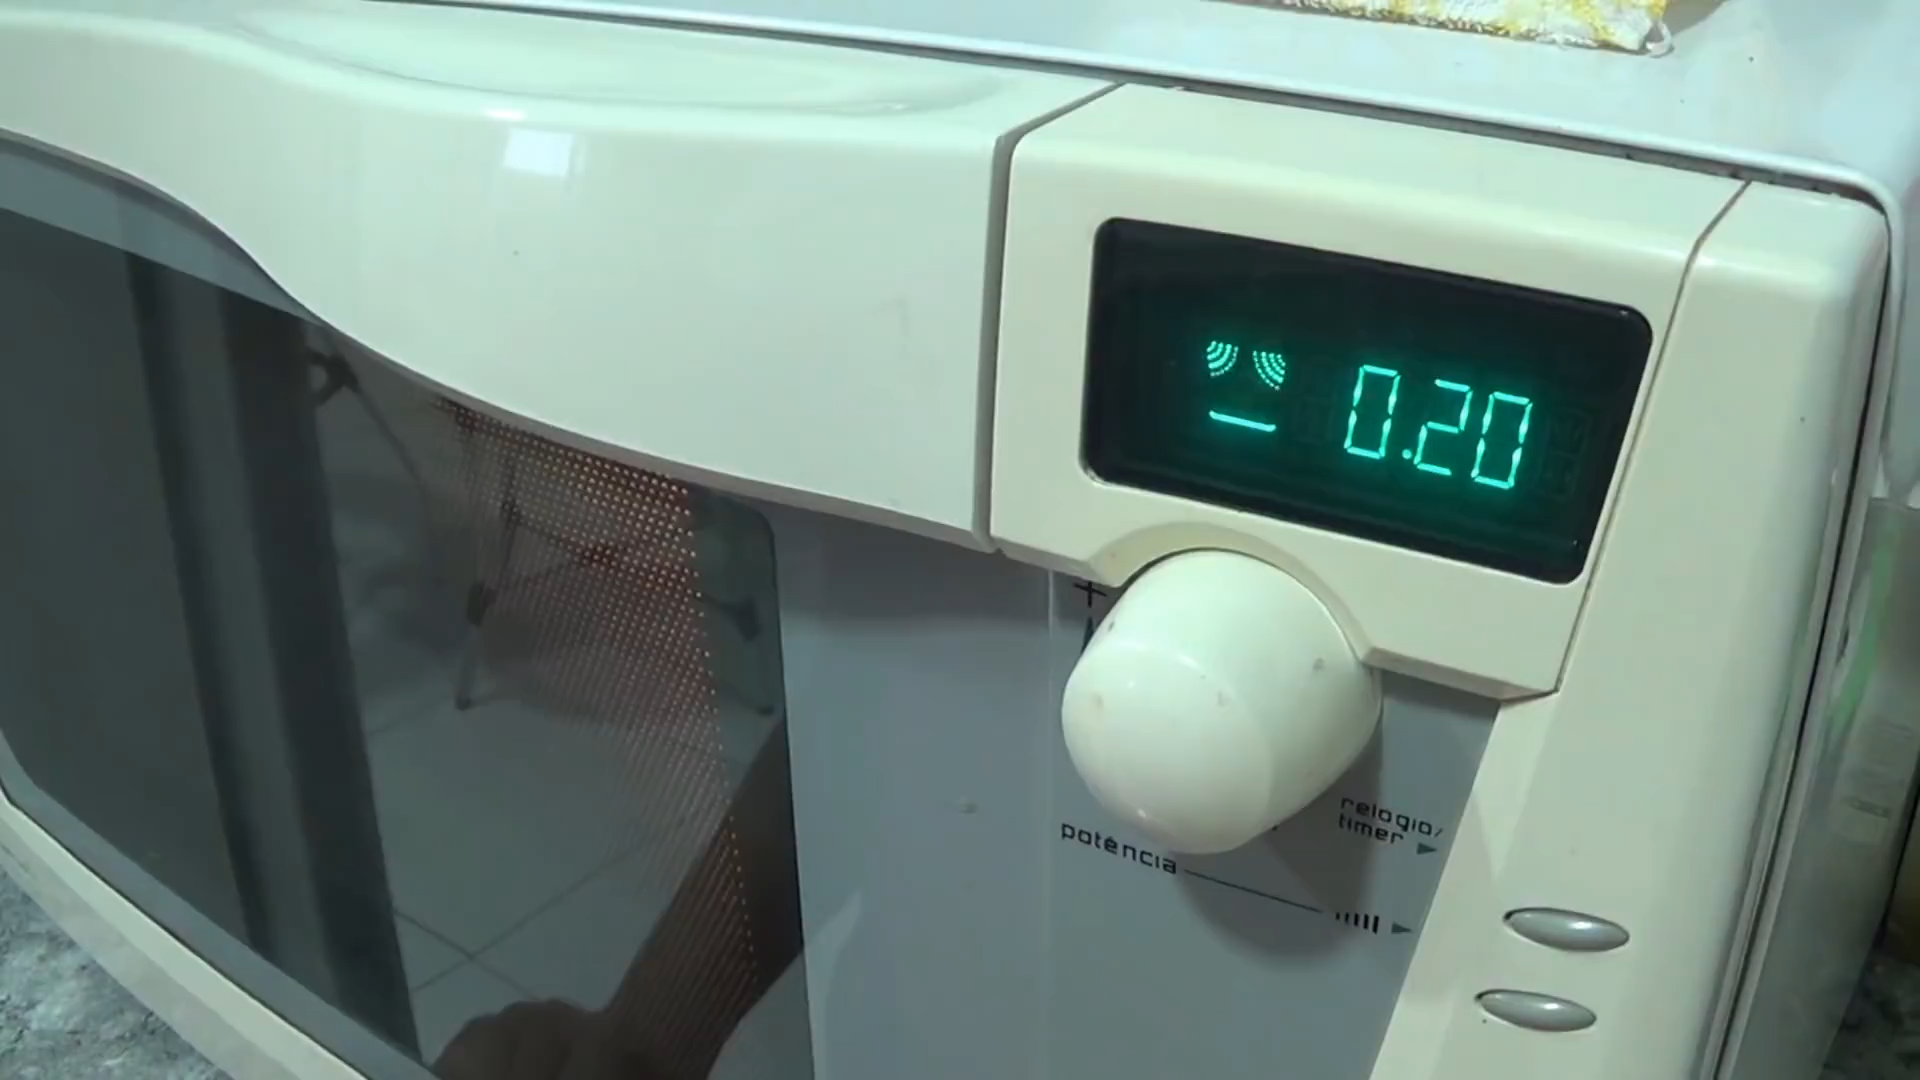 0.20
+
relogio/
timer
potência